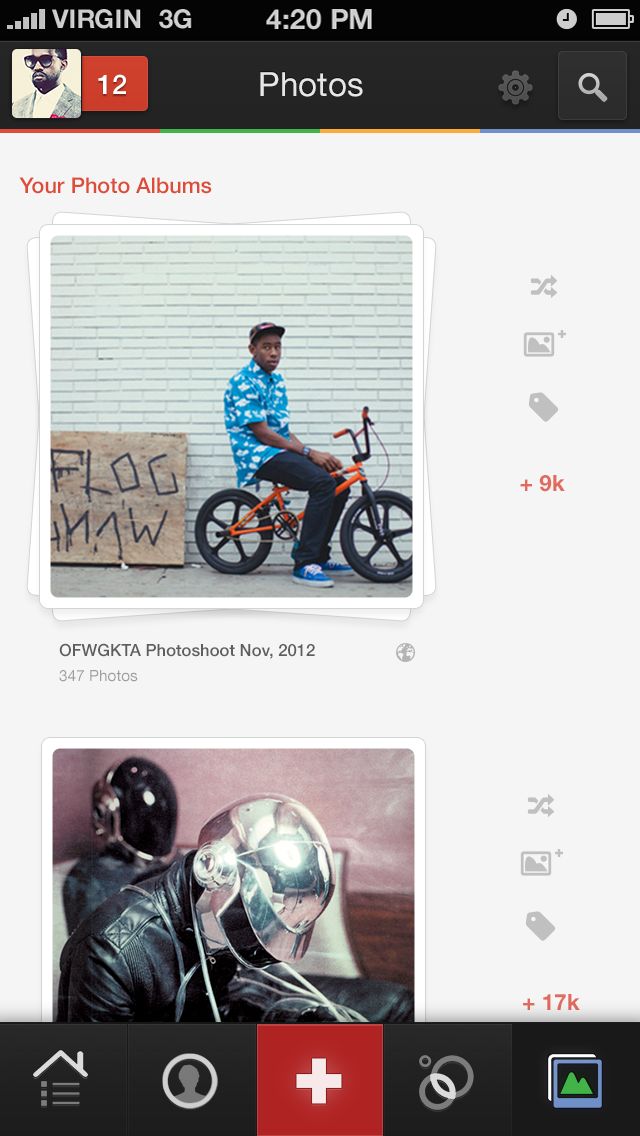 VIRGIN 3G 4:20 PM
12 Photos
Your Photo Albums
FLOG
+ 9k
OFWGKTA Photoshoot Nov, 2012
347 Photos
+ 17k